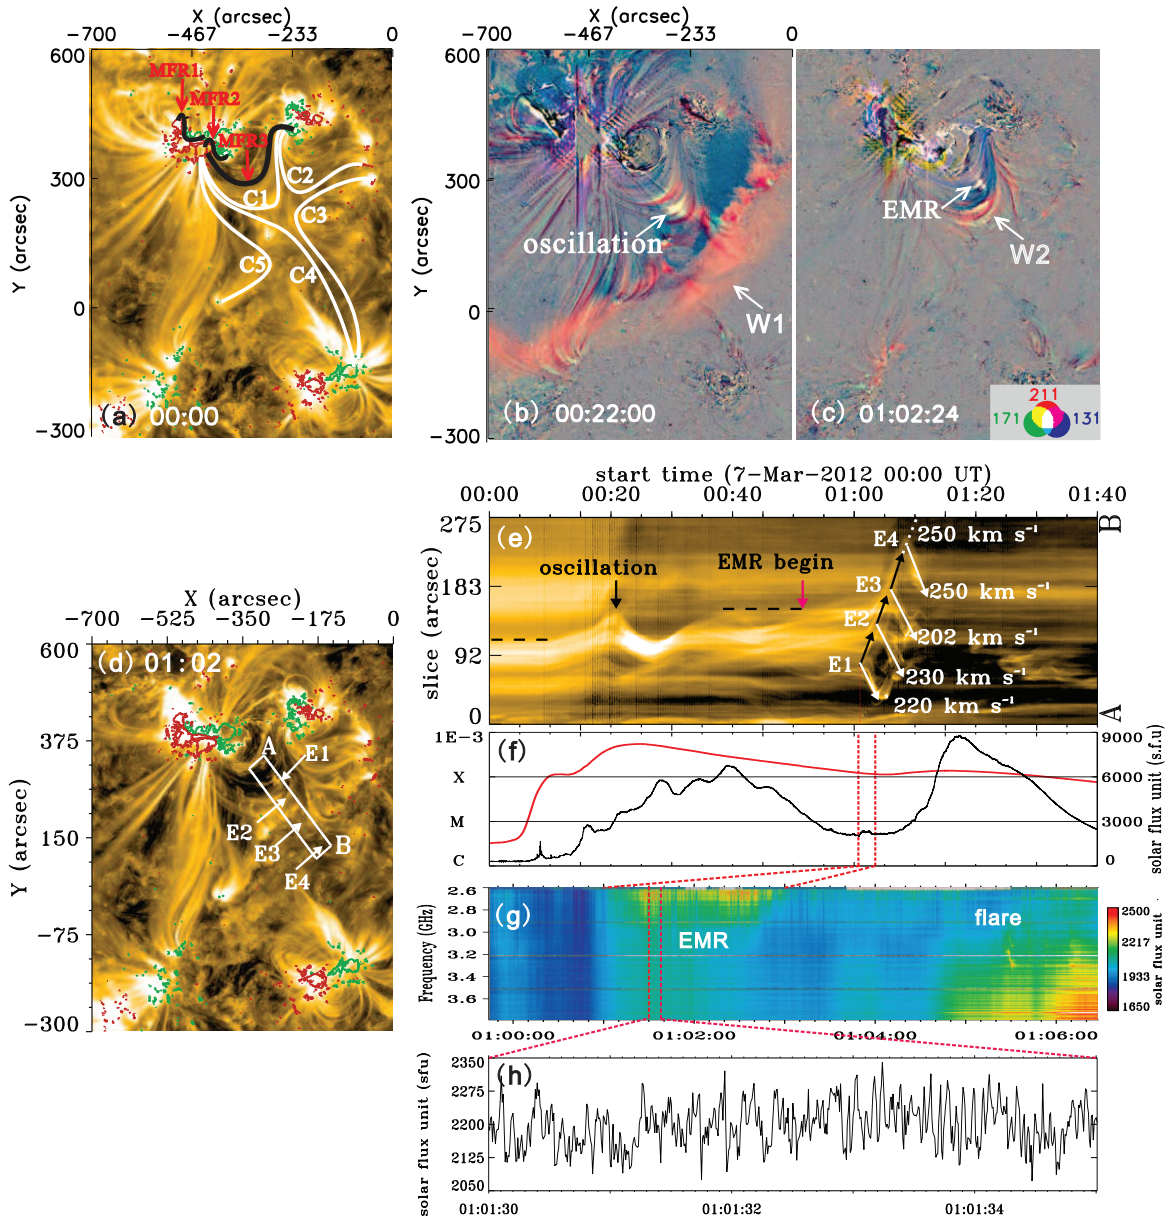 X (arcsec)
-700 -467 -233 0
X (arcsec)
-700 -467 -233 0
600
300
0
-300
Y (arcsec)
MFR1
MFR2
MFR3
C1
C2
C3
C4
C5
(a) 00:00
600
300
0
-300
Y (arcsec)
oscillation
W1
(b) 00:22:00
EMR
W2
(c) 01:02:24
211
171
131
start time (7-Mar-2012 00:00 UT)
00:00 00:20 00:40 01:00 01:20 01:40
275
183
92
0
slice (arcsec)
(e)
oscillation
EMR begin
E4
E3
E2
E1
250 km s⁻¹
250 km s⁻¹
202 km s⁻¹
230 km s⁻¹
220 km s⁻¹
B
A
X (arcsec)
-700 -525 -350 -175 0
600
375
150
-75
-300
Y (arcsec)
(d) 01:02
A
E1
E2
E3
E4
B
1E-3
X
M
C
(f)
9000
6000
3000
0
solar flux unit (s.f.u)
2.6
2.8
3.0
3.2
3.4
3.6
Frequency (GHz)
(g)
EMR
flare
2500
2217
1933
1650
solar flux unit
01:00:00 01:02:00 01:04:00 01:06:00
2350
2275
2200
2125
2050
solar flux unit (sfu)
(h)
01:01:30 01:01:32 01:01:34